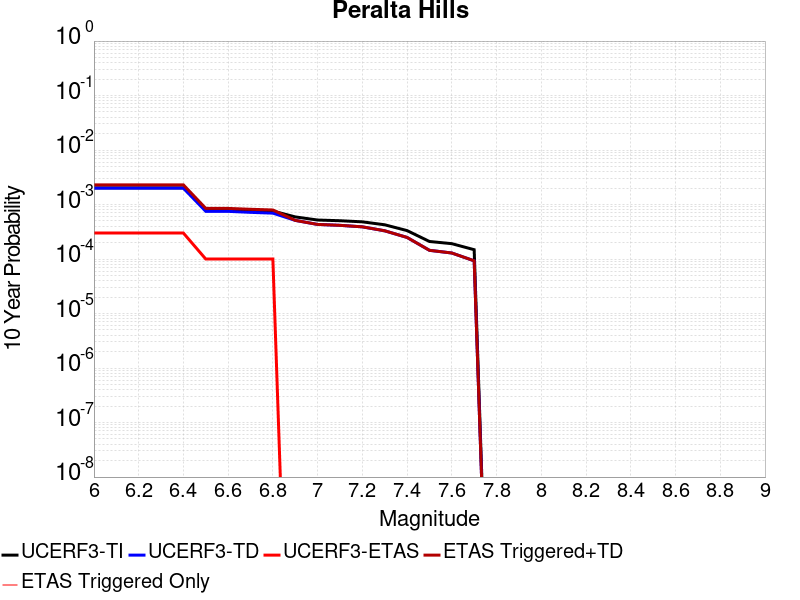 Peralta Hills
10 0
10 -1
10 -2
10 -3
10 -4
10 -5
10 -6
10 -7
10 -8
10 Year Probability
6 6.2 6.4 6.6 6.8 7 7.2 7.4 7.6 7.8 8 8.2 8.4 8.6 8.8 9
Magnitude
UCERF3-TI UCERF3-TD UCERF3-ETAS ETAS Triggered+TD
ETAS Triggered Only